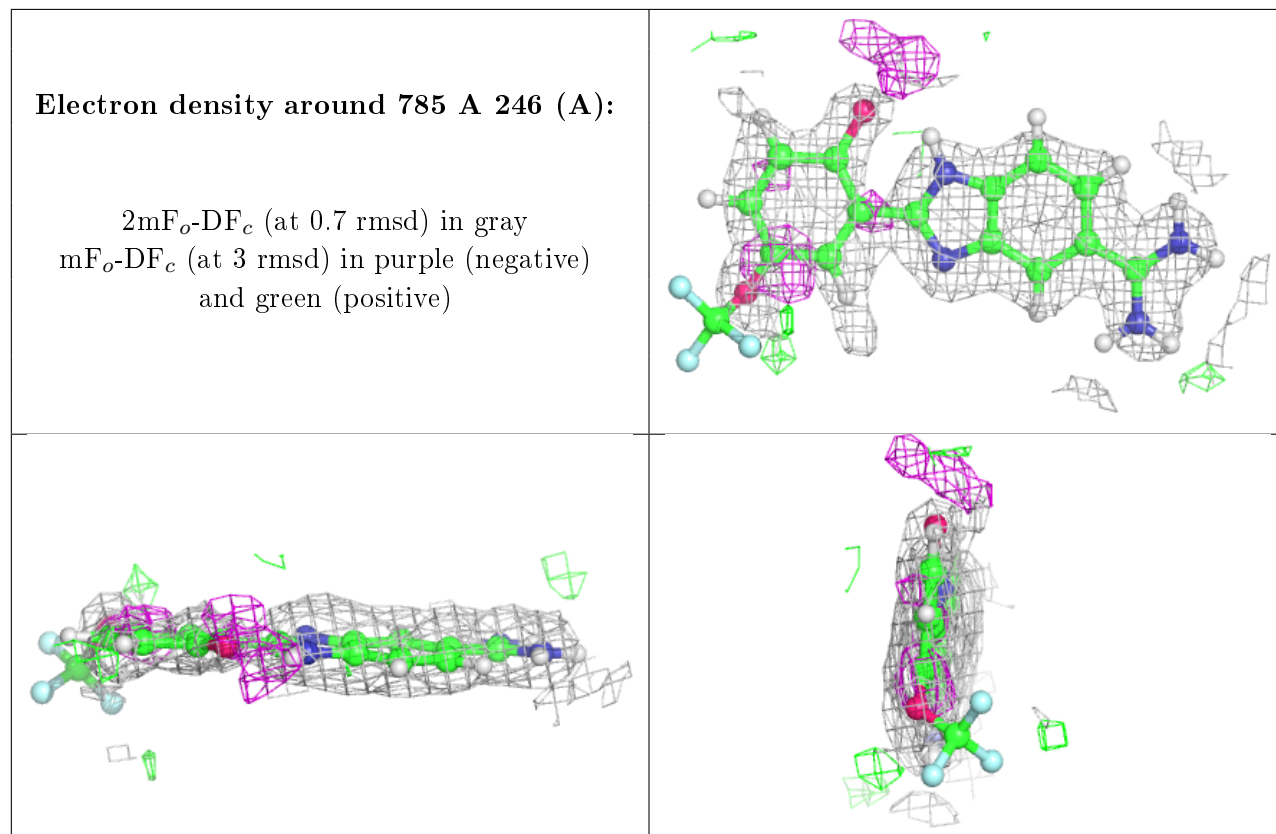 Electron density around 785 A 246 (A):
2mFₒ-DF𝒸 (at 0.7 rmsd) in gray
mFₒ-DF𝒸 (at 3 rmsd) in purple (negative)
and green (positive)